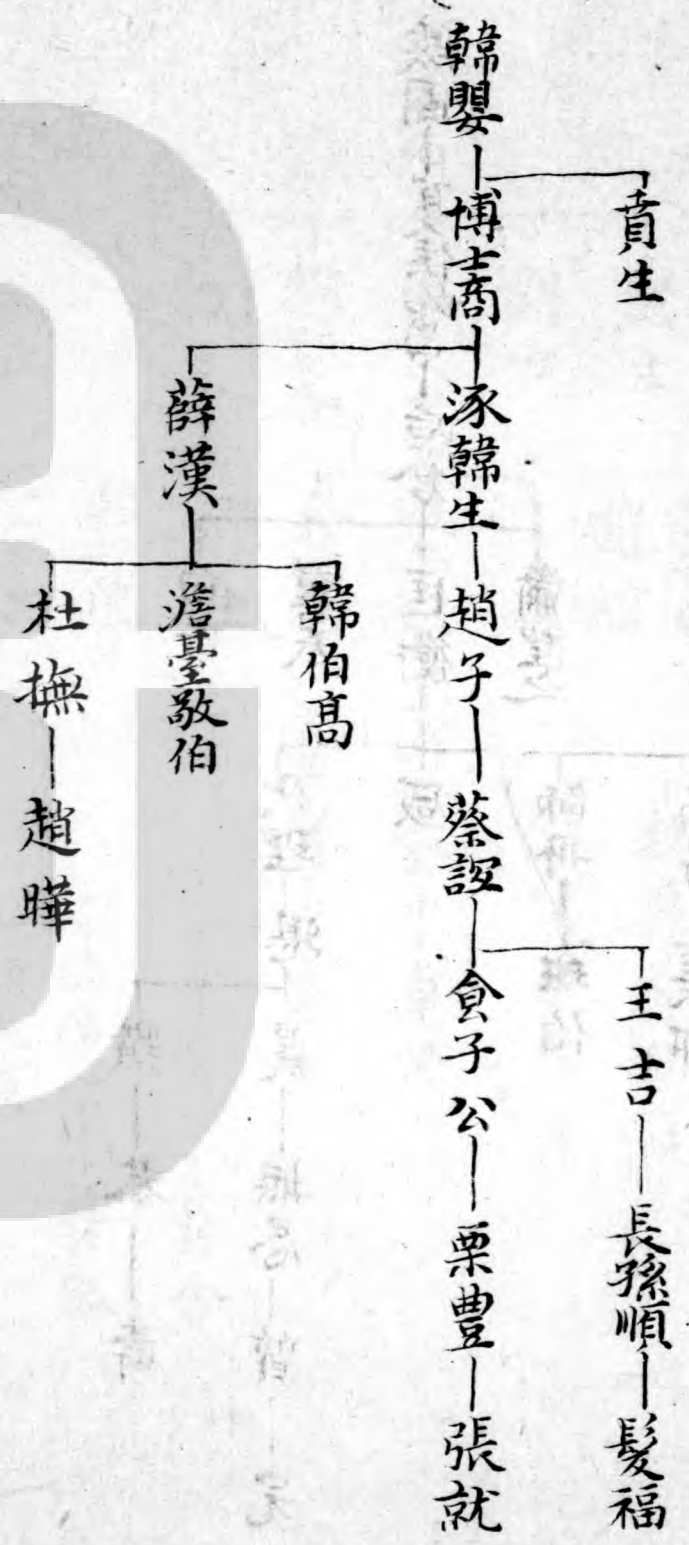 賁生
王吉 長孫順 髮福
韓嬰 博士商 涿韓生 趙子 蔡誼 食子公 栗豐 張就
韓伯髙
薛漢 澹臺敬伯
杜撫 趙曄